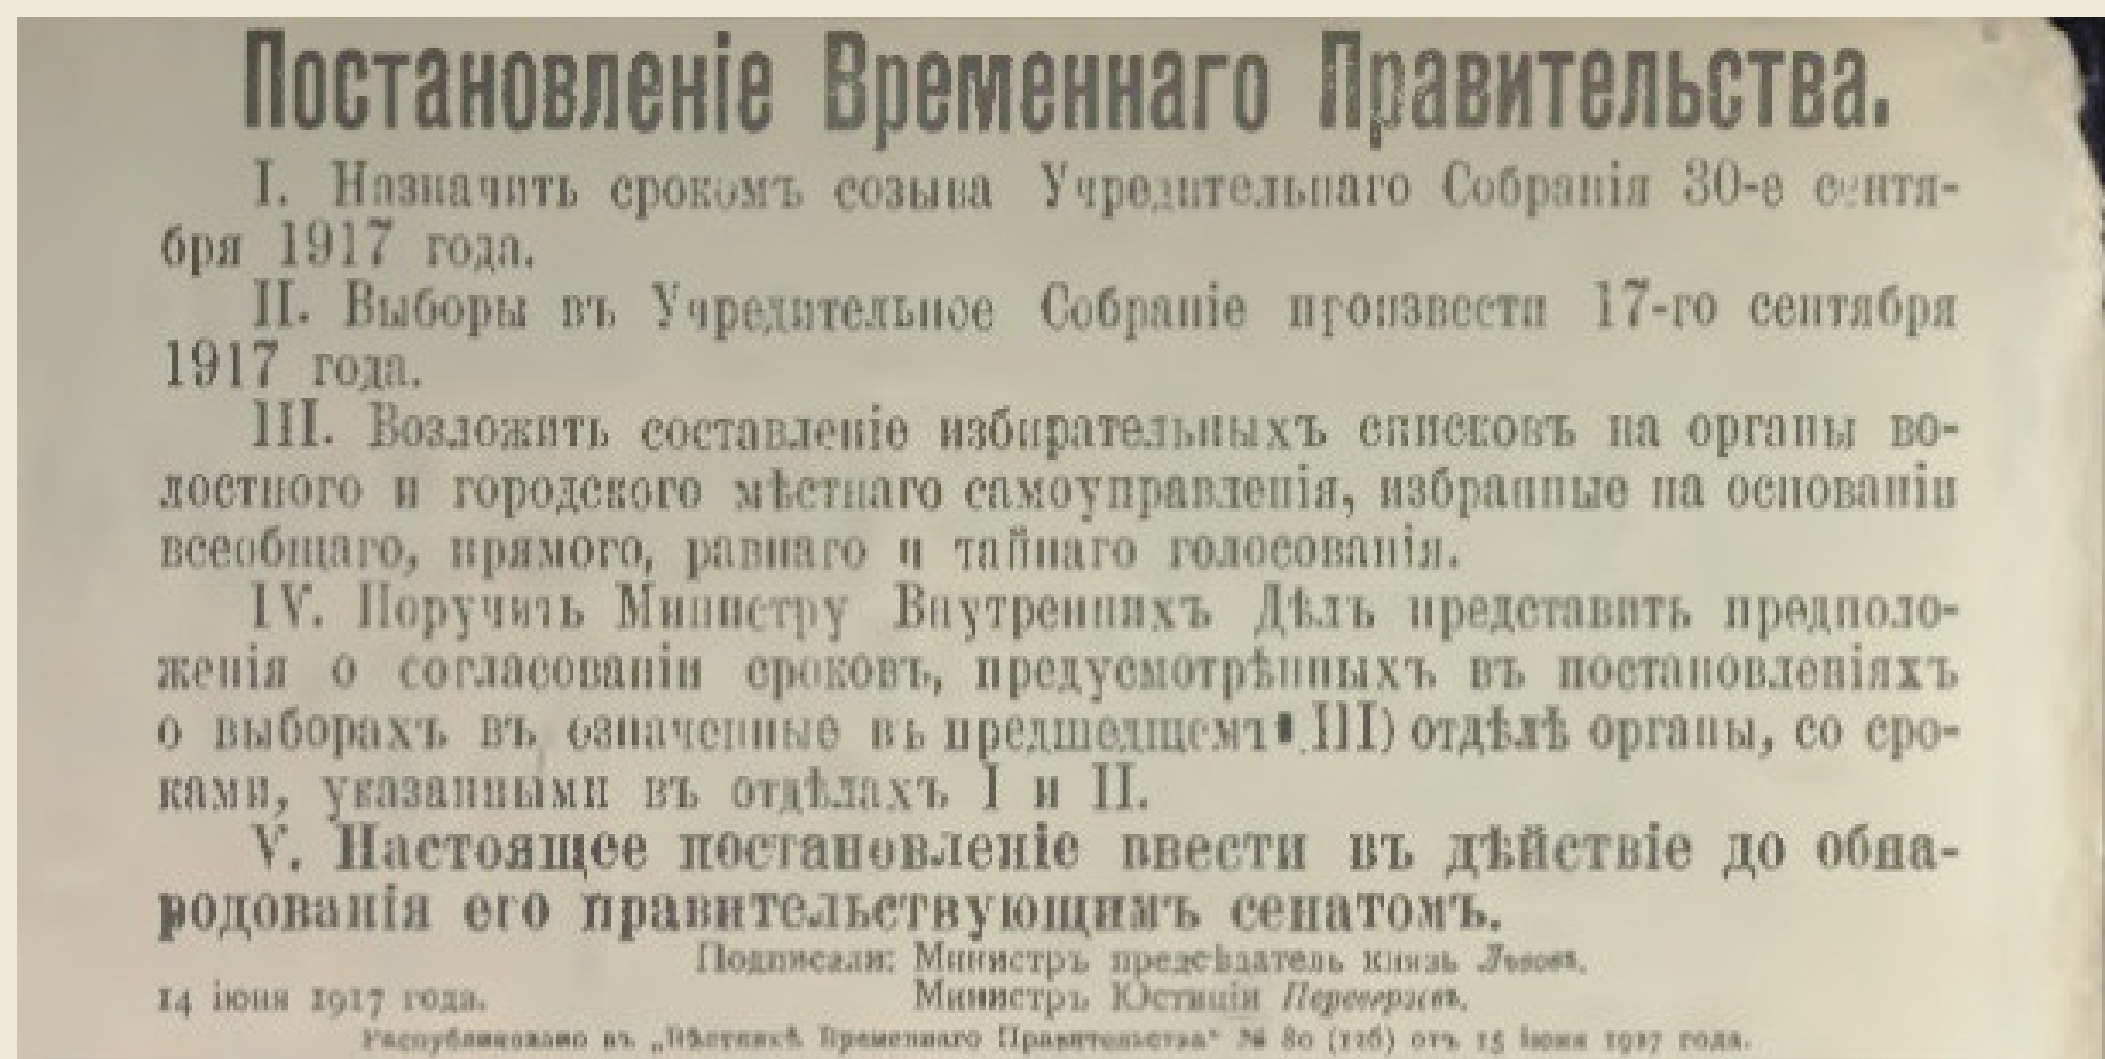 Постановленіе Временнаго Правительства.
I. Назначить срокомъ созыва Учредительнаго Собранія 30-е сентя-
бря 1917 года.
II. Выборы въ Учредительное Собраніе произвести 17-го сентября
1917 года.
III. Возложить составленіе избирательныхъ списковъ на органы во-
лостного и городского мѣстнаго самоуправленія, избранные на основаніи
всеобщаго, прямого, равнаго и тайнаго голосованія.
IV. Поручить Министру Внутреннихъ Дѣлъ представить предполо-
женія о согласованіи сроковъ, предусмотрѣнныхъ въ постановленіяхъ
о выборахъ въ означенные въ предшедшемъ III) отдѣлѣ органы, со сро-
ками, указанными въ отдѣлахъ I и II.
V. Настоящее постановленіе ввести въ дѣйствіе до обна-
родованія его правительствующимъ сенатомъ.
Подписали: Министръ предсѣдатель князь Львовъ.
14 іюня 1917 года. Министръ Юстиціи Переверзевъ.
Распубликовано въ „Вѣстникѣ Временнаго Правительства" № 80 (126) отъ 15 іюня 1917 года.